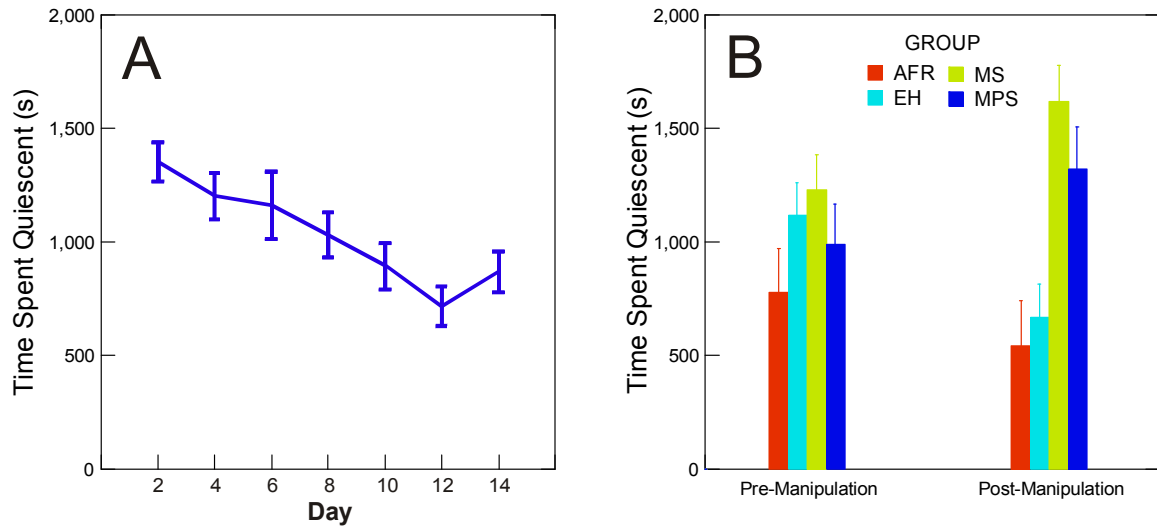 A
Time Spent Quiescent (s)
2,000
1,500
1,000
500
0
2 4 6 8 10 12 14
Day
B
Time Spent Quiescent (s)
2,000
1,500
1,000
500
0
GROUP
AFR MS
EH MPS
Pre-Manipulation Post-Manipulation